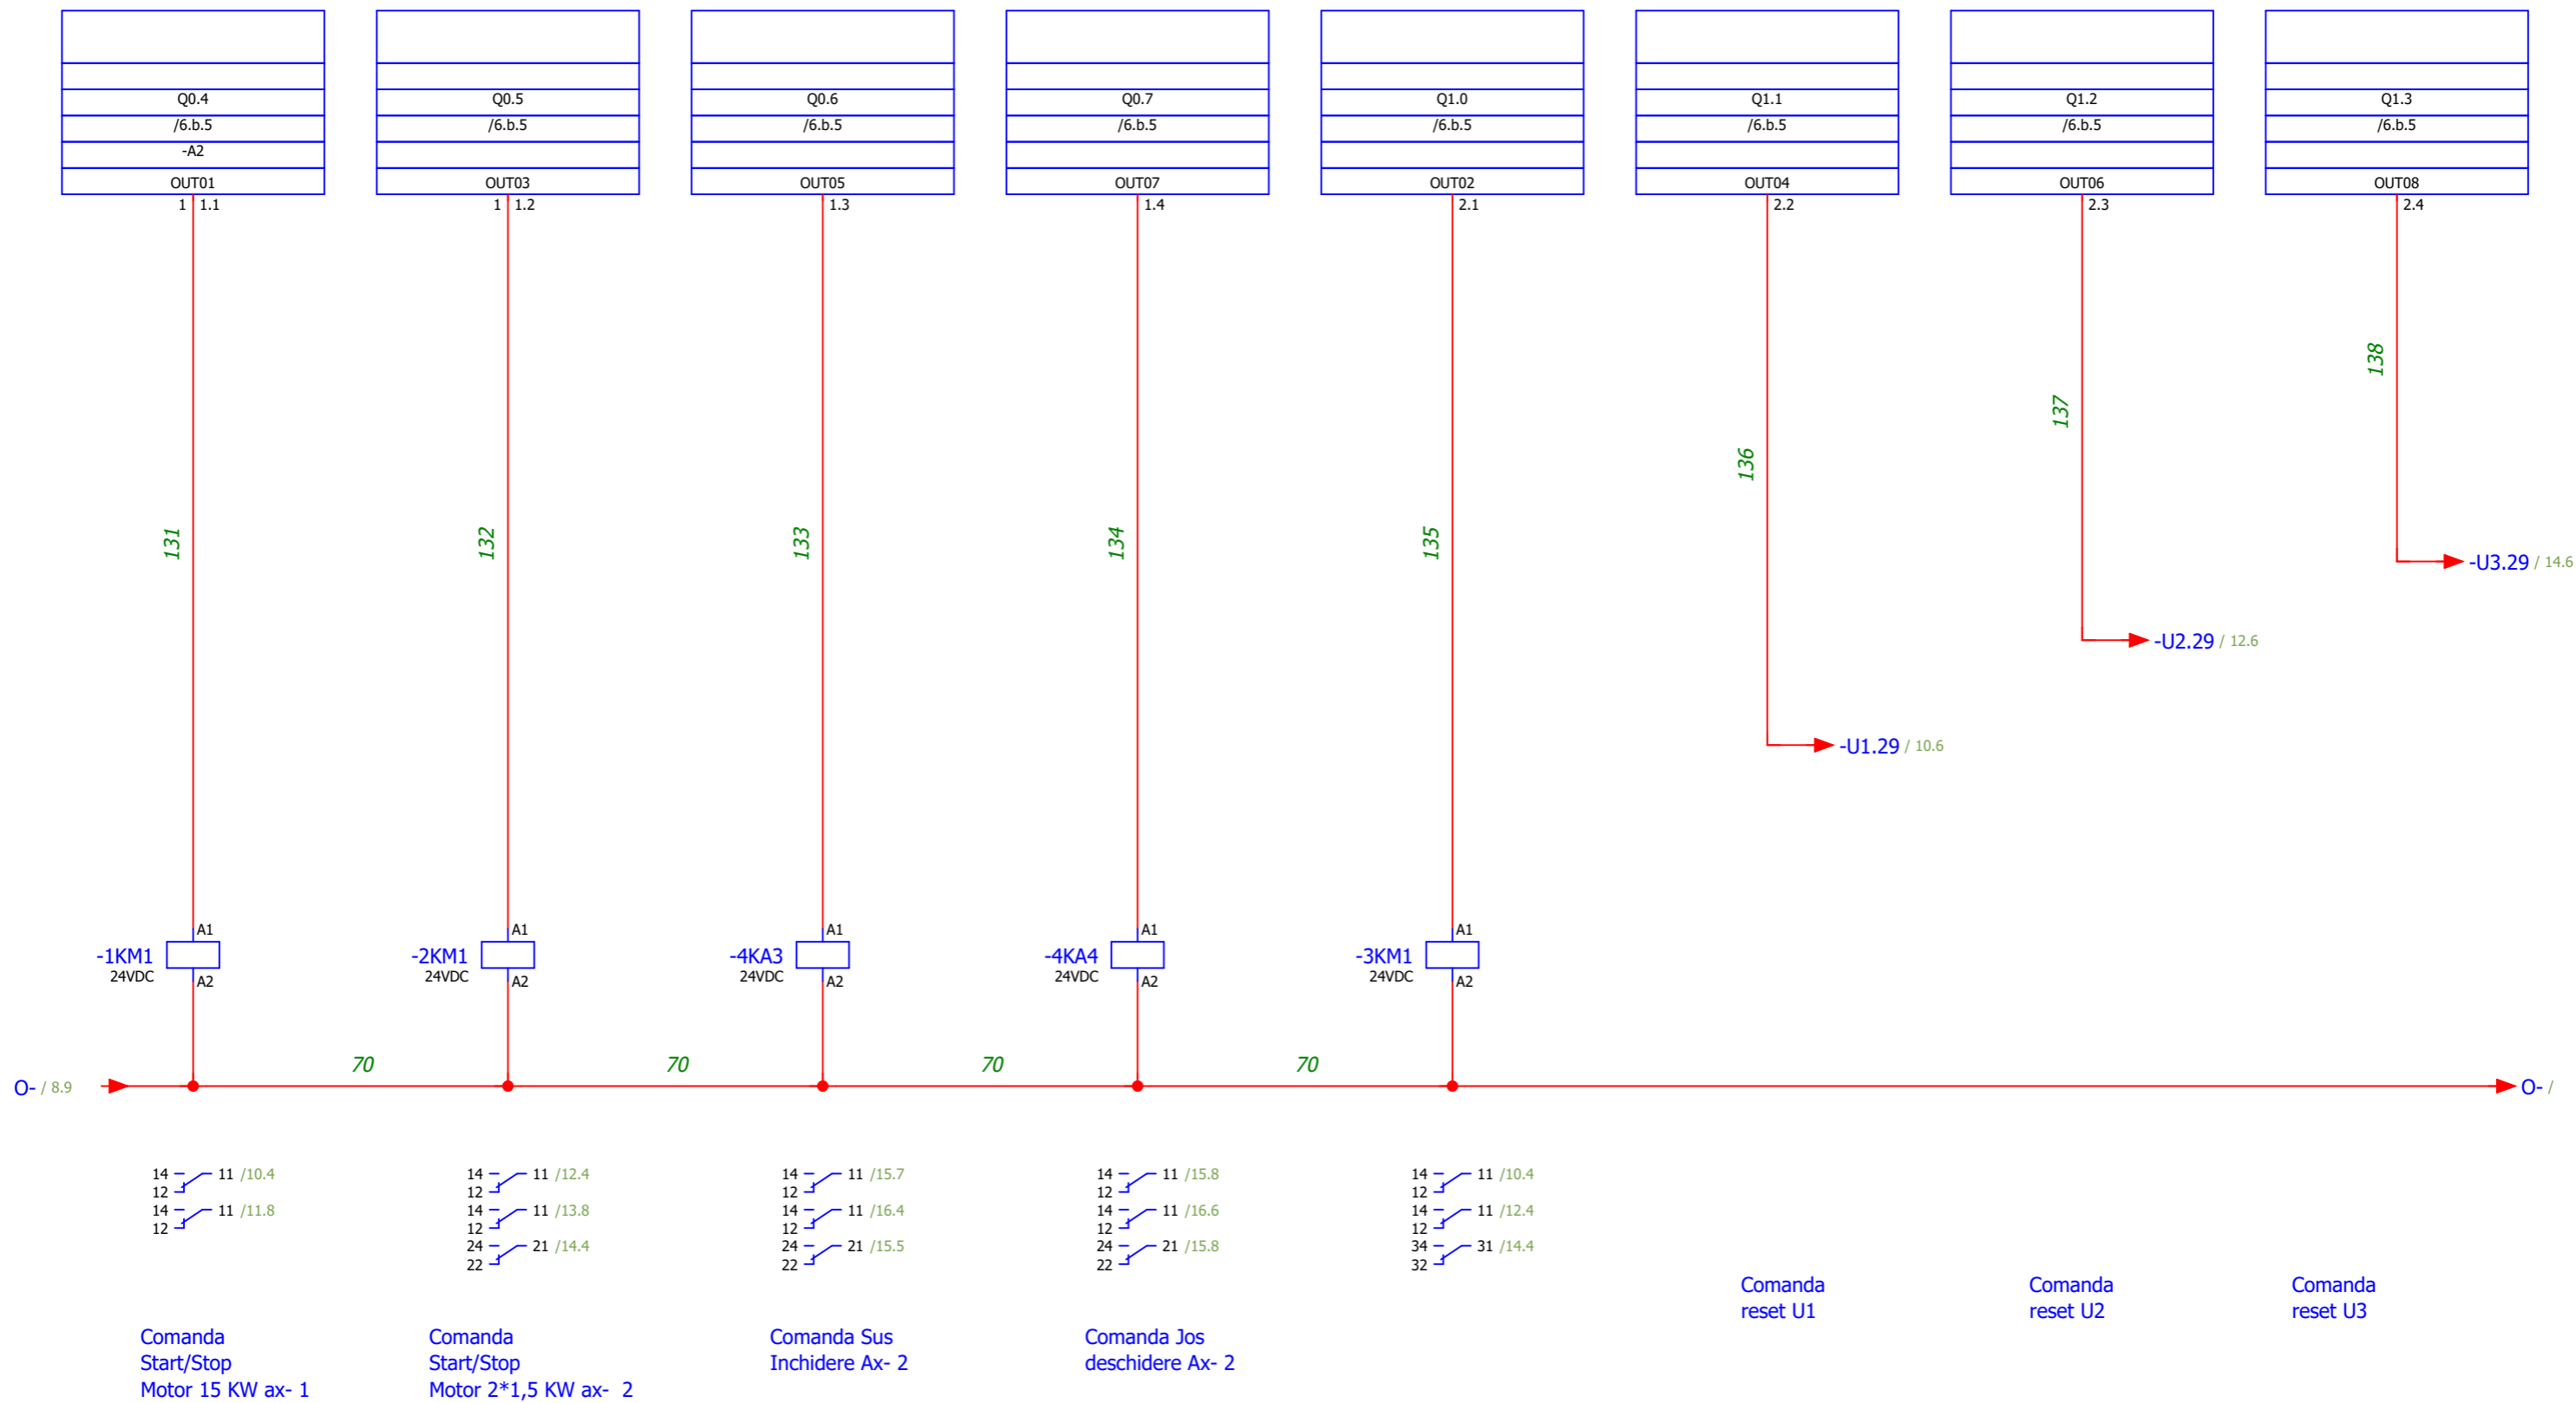 Q0.4 Q0.5 Q0.6 Q0.7 Q1.0 Q1.1 Q1.2 Q1.3
/6.b.5 /6.b.5 /6.b.5 /6.b.5 /6.b.5 /6.b.5 /6.b.5 /6.b.5
-A2
OUT01 OUT03 OUT05 OUT07 OUT02 OUT04 OUT06 OUT08
1 1.1 1 1.2 1.3 1.4 2.1 2.2 2.3 2.4
138
137
136
131 132 133 134 135
-U3.29 / 14.6
-U2.29 / 12.6
-U1.29 / 10.6
A1 A1 A1 A1 A1
-1KM1 -2KM1 -4KA3 -4KA4 -3KM1
24VDC 24VDC 24VDC 24VDC 24VDC
A2 A2 A2 A2 A2
70 70 70 70
O- / 8.9 O- /
14 11 /10.4 14 11 /12.4 14 11 /15.7 14 11 /15.8 14 11 /10.4
12 12 12 12 12
14 11 /11.8 14 11 /13.8 14 11 /16.4 14 11 /16.6 14 11 /12.4
12 12 12 12 12
24 21 /14.4 24 21 /15.5 24 21 /15.8 34 31 /14.4
22 22 22 32
Comanda
Start/Stop
Motor 15 KW ax- 1
Comanda
Start/Stop
Motor 2*1,5 KW ax- 2
Comanda Sus
Inchidere Ax- 2
Comanda Jos
deschidere Ax- 2
Comanda
reset U1
Comanda
reset U2
Comanda
reset U3